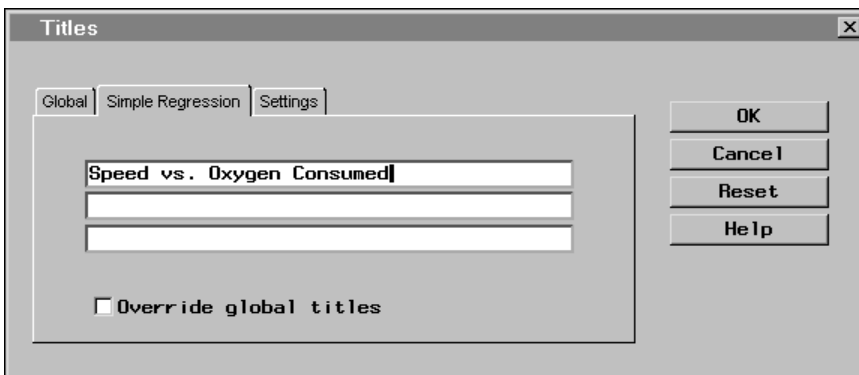 Titles
Global Simple Regression Settings
Speed vs. Oxygen Consumed
Override global titles
OK
Cancel
Reset
Help